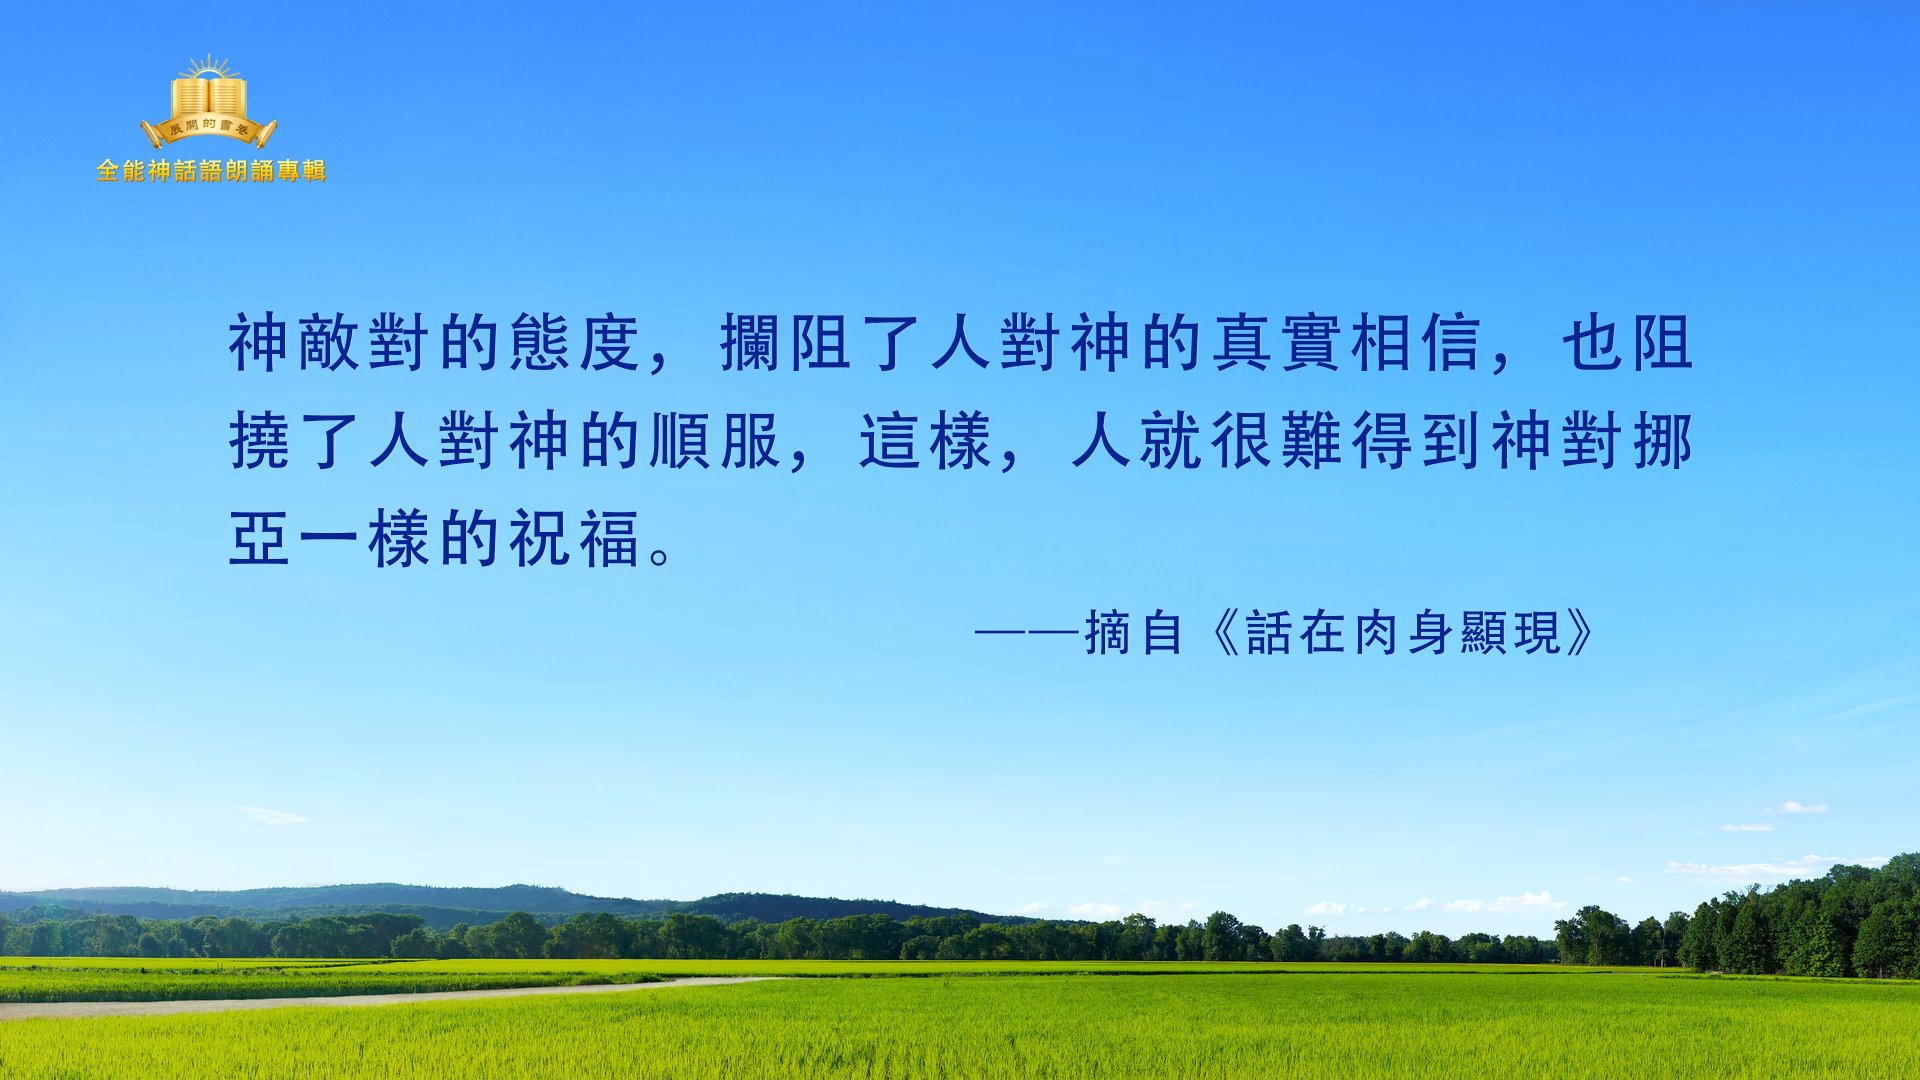 展開的書卷
全能神話語朗誦專輯
神敵對的態度，攔阻了人對神的真實相信，也阻
撓了人對神的順服，這樣，人就很難得到神對挪
亞一樣的祝福。
——摘自《話在肉身顯現》